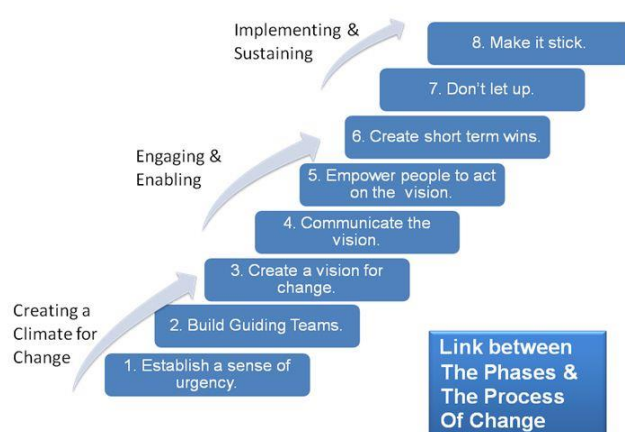 Implementing &
Sustaining
8. Make it stick.
7. Don't let up.
6. Create short term wins.
Engaging &
Enabling
5. Empower people to act
on the vision.
4. Communicate the
vision.
3. Create a vision for
change.
Creating a
Climate for
Change
2. Build Guiding Teams.
1. Establish a sense of
urgency.
Link between
The Phases &
The Process
Of Change